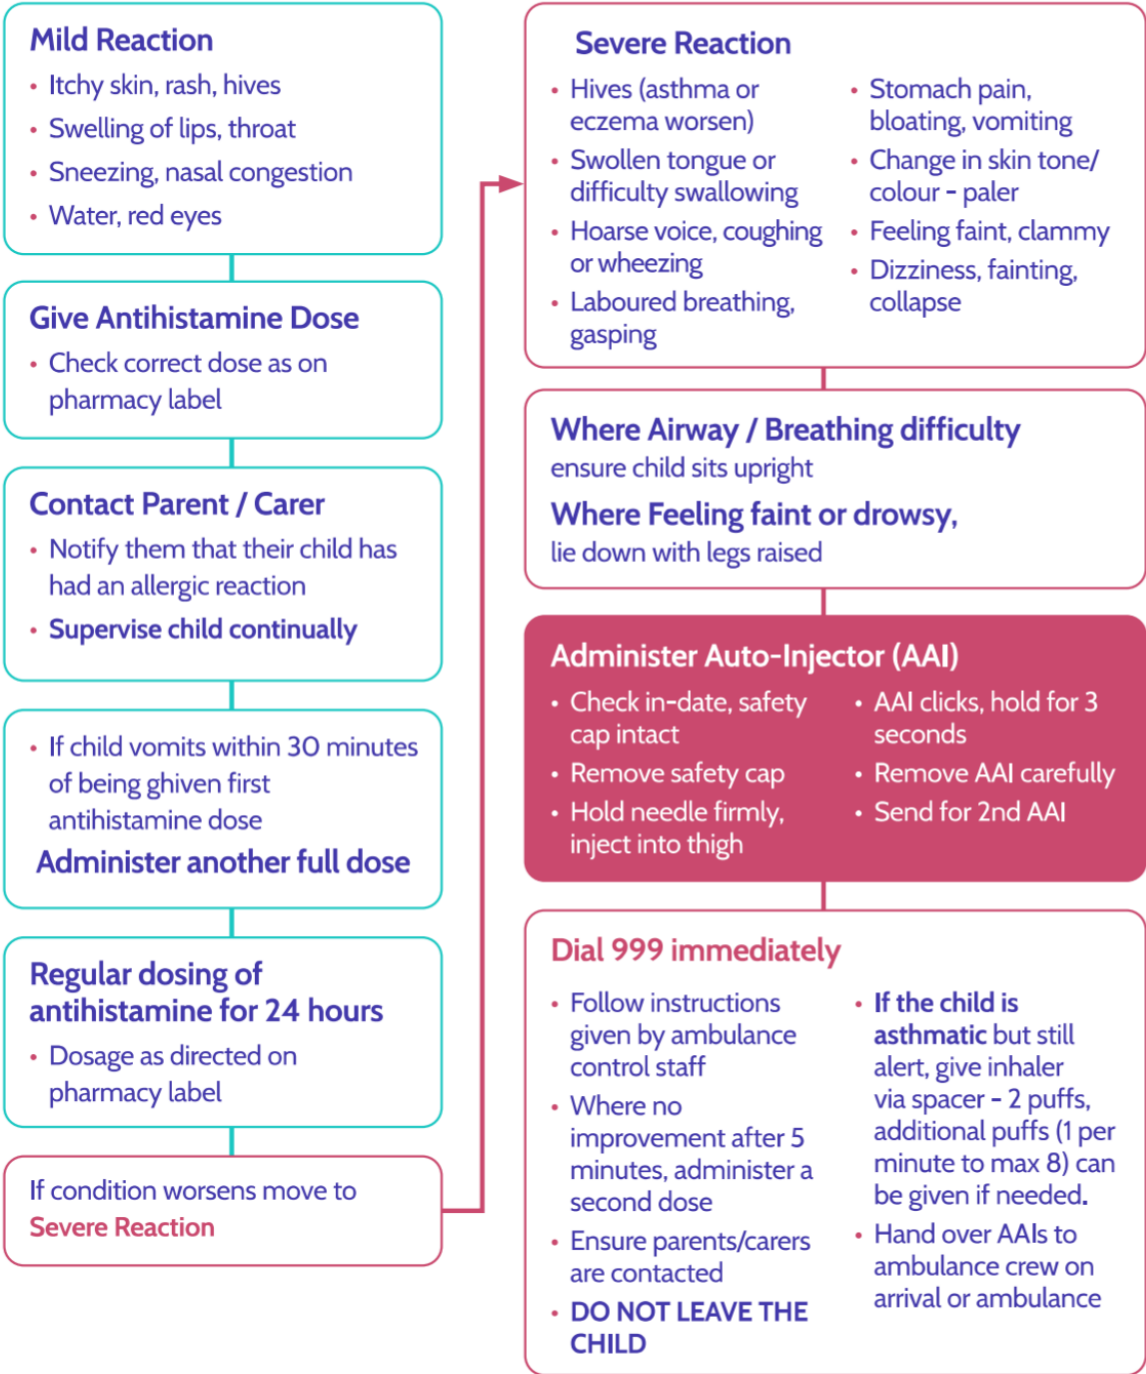 Mild Reaction
• Itchy skin, rash, hives
• Swelling of lips, throat
• Sneezing, nasal congestion
• Water, red eyes
Give Antihistamine Dose
• Check correct dose as on
pharmacy label
Contact Parent / Carer
• Notify them that their child has
had an allergic reaction
• Supervise child continually
• If child vomits within 30 minutes
of being ghiven first
antihistamine dose
Administer another full dose
Regular dosing of
antihistamine for 24 hours
• Dosage as directed on
pharmacy label
If condition worsens move to
Severe Reaction
Severe Reaction
• Hives (asthma or
eczema worsen)
• Swollen tongue or
difficulty swallowing
• Hoarse voice, coughing
or wheezing
• Laboured breathing,
gasping
• Stomach pain,
bloating, vomiting
• Change in skin tone/
colour - paler
• Feeling faint, clammy
• Dizziness, fainting,
collapse
Where Airway / Breathing difficulty
ensure child sits upright
Where Feeling faint or drowsy,
lie down with legs raised
Administer Auto-Injector (AAI)
• Check in-date, safety
cap intact
• Remove safety cap
• Hold needle firmly,
inject into thigh
• AAI clicks, hold for 3
seconds
• Remove AAI carefully
• Send for 2nd AAI
Dial 999 immediately
• Follow instructions
given by ambulance
control staff
• Where no
improvement after 5
minutes, administer a
second dose
• Ensure parents/carers
are contacted
• DO NOT LEAVE THE
CHILD
• If the child is
asthmatic but still
alert, give inhaler
via spacer - 2 puffs,
additional puffs (1 per
minute to max 8) can
be given if needed.
• Hand over AAIs to
ambulance crew on
arrival or ambulance